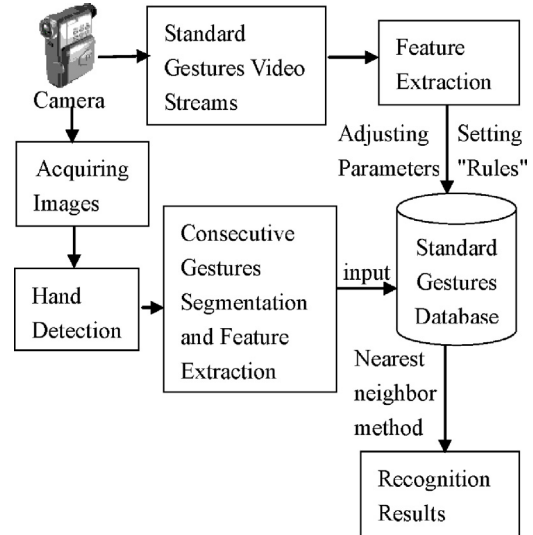 Camera
Standard
Gestures Video
Streams
Feature
Extraction
Adjusting
Parameters
Setting
"Rules"
Acquiring
Images
Hand
Detection
Consecutive
Gestures
Segmentation
and Feature
Extraction
input
Standard
Gestures
Database
Nearest
neighbor
method
Recognition
Results